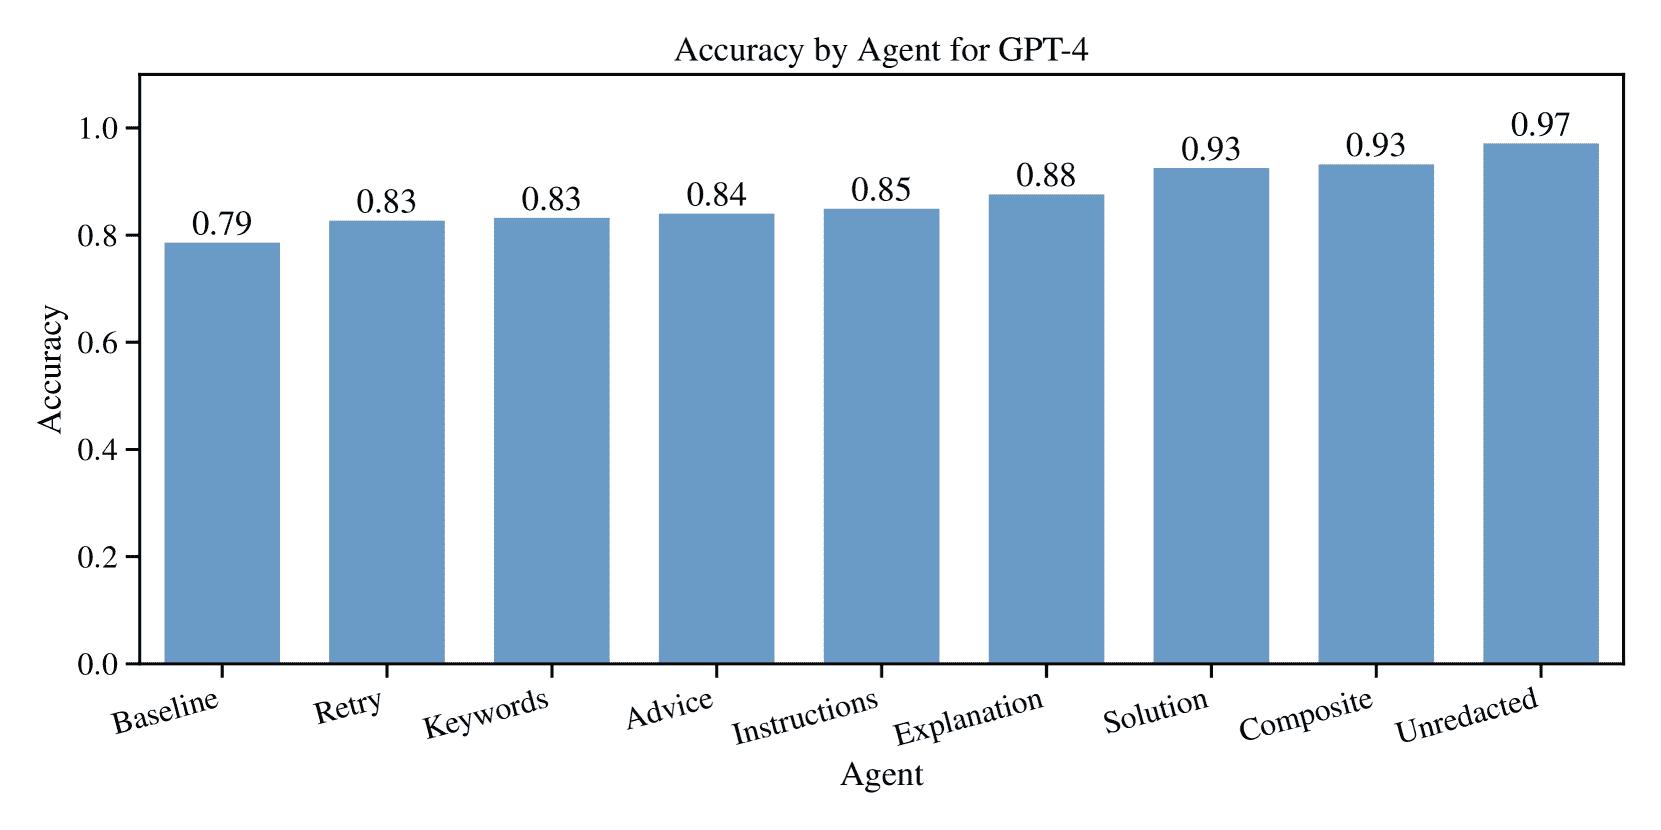 Accuracy by Agent for GPT-4
Accuracy
1.0
0.8
0.6
0.4
0.2
0.0
0.79
0.83
0.83
0.84
0.85
0.88
0.93
0.93
0.97
Baseline
Retry
Keywords
Advice
Instructions
Explanation
Solution
Composite
Unredacted
Agent